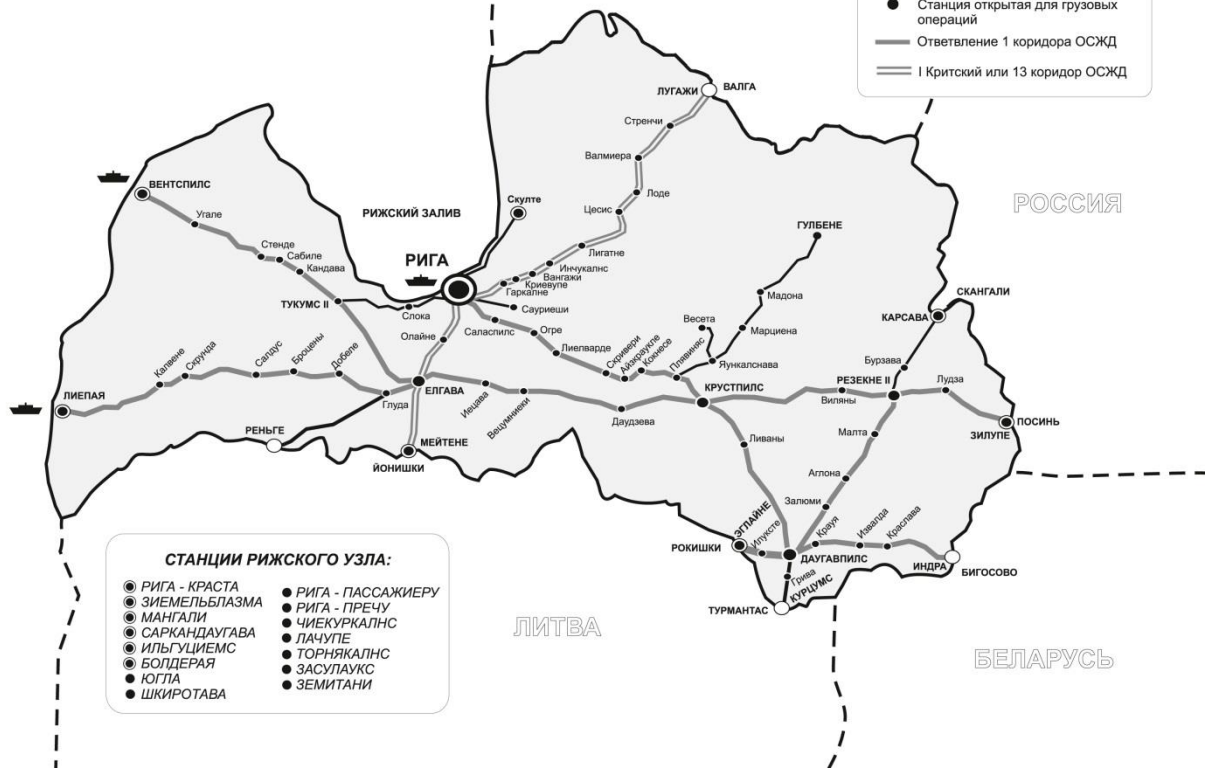 Станция открытая для грузовых
операций
Ответвление 1 коридора ОСЖД
I Критский или 13 коридор ОСЖД
ЛУГАЖИ
ВАЛГА
Стренчи
Валмиера
Лоде
Цесис
Лигатне
Инчукалнс
Вангажи
Криевупе
Гаркалне
ВЕНТСПИЛС
Угале
Стенде
Сабиле
Кандава
ТУКУМС II
РИЖСКИЙ ЗАЛИВ
Скулте
РИГА
Слока
Сауриеши
Саласпилс
Олайне
Огре
Лиелварде
Скривери
Айзкраукле
Кокнесе
Плявиняс
Весета
Яункалснава
Марциена
Мадона
ГУЛБЕНЕ
РОССИЯ
СКАНГАЛИ
КАРСАВА
Бурзава
РЕЗЕКНЕ II
Лудза
Виляны
ПОСИНЬ
ЗИЛУПЕ
Малта
Аглона
Залюми
ЛИЕПАЯ
Калвене
Скрунда
Салдус
Броцены
Добеле
Глуда
ЕЛГАВА
Иецава
Вецумниеки
Даудзева
КРУСТПИЛС
Ливаны
РЕНЬГЕ
МЕЙТЕНЕ
ЙОНИШКИ
РОКИШКИ
ЭГЛАЙНЕ
Илуксте
ДАУГАВПИЛС
Крауя
Извалда
Краслава
ИНДРА
БИГОСОВО
Грива
КУРЦУМС
ТУРМАНТАС
ЛИТВА
БЕЛАРУСЬ
СТАНЦИИ РИЖСКОГО УЗЛА:
РИГА - КРАСТА
ЗИЕМЕЛЬБЛАЗМА
МАНГАЛИ
САРКАНДАУГАВА
ИЛЬГУЦИЕМС
БОЛДЕРАЯ
ЮГЛА
ШКИРОТАВА
РИГА - ПАССАЖИЕРУ
РИГА - ПРЕЧУ
ЧИЕКУРКАЛНС
ЛАЧУПЕ
ТОРНЯКАЛНС
ЗАСУЛАУКС
ЗЕМИТАНИ